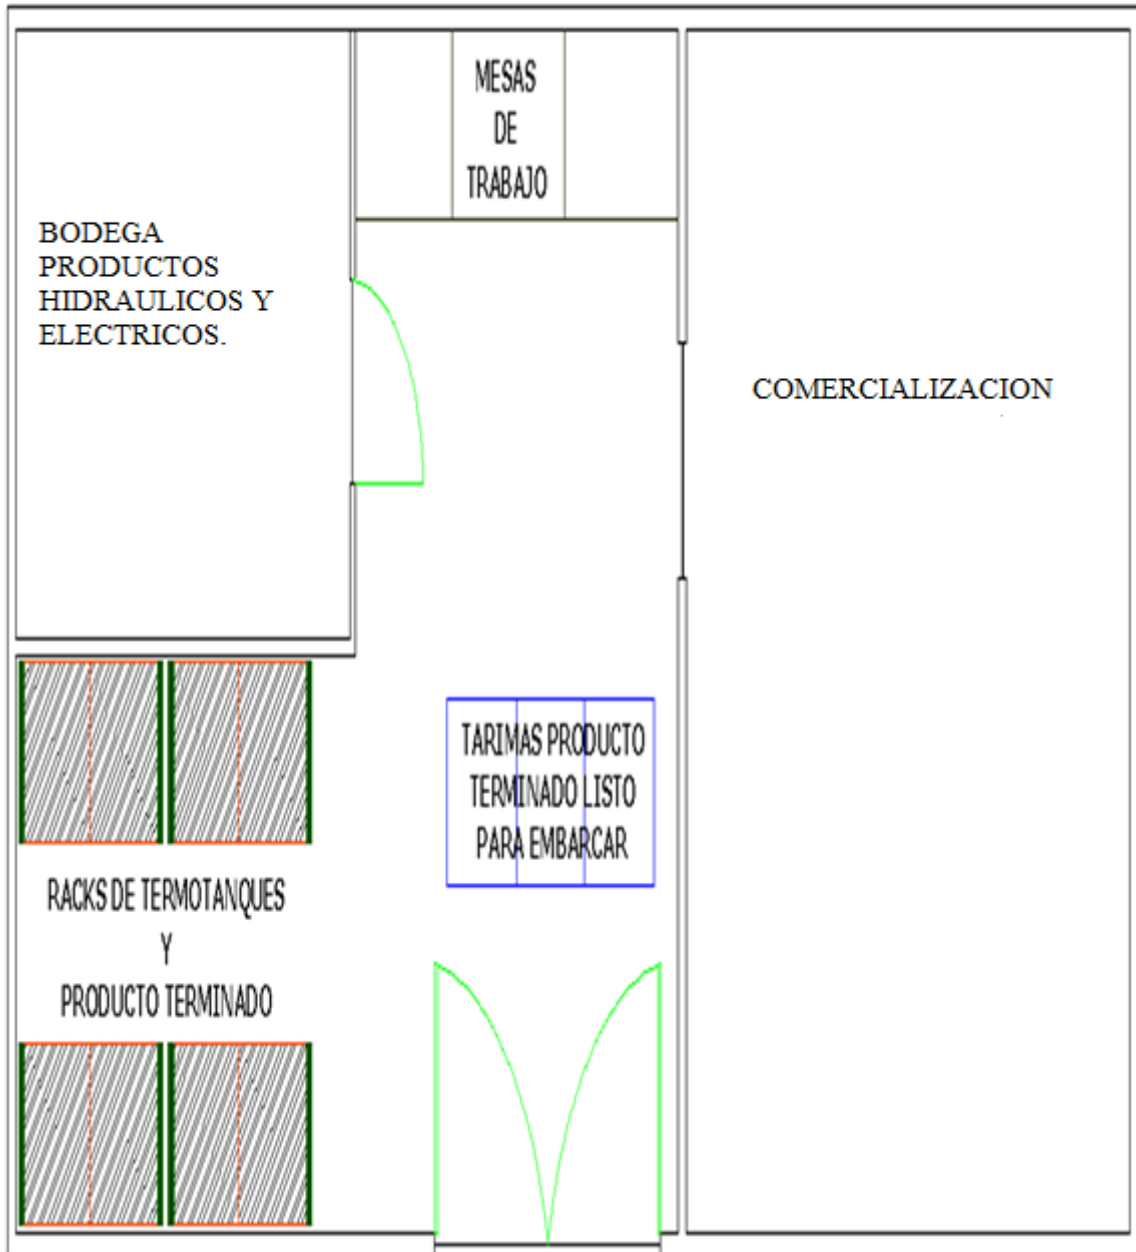 MESAS
DE
TRABAJO
BODEGA
PRODUCTOS
HIDRAULICOS Y
ELECTRICOS.
COMERCIALIZACION
TARIMAS PRODUCTO
TERMINADO LISTO
PARA EMBARCAR
RACKS DE TERMOTANQUES
Y
PRODUCTO TERMINADO